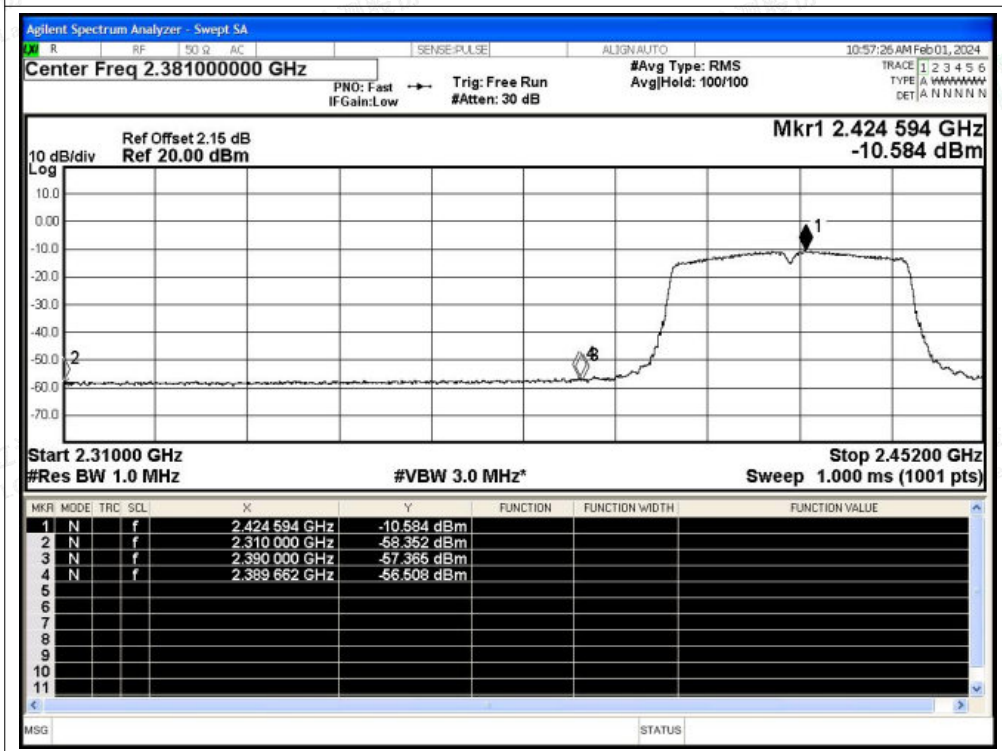 Agilent Spectrum Analyzer - Swept SA
R RF 50 Ω AC SENSE:PULSE ALIGN AUTO 10:57:26 AM Feb 01, 2024
Center Freq 2.381000000 GHz
PNO: Fast
IFGain:Low
Trig: Free Run
#Atten: 30 dB
#Avg Type: RMS
Avg|Hold: 100/100
TRACE 1 2 3 4 5 6
TYPE A WWWWW
DET A N N N N N
Mkr1 2.424 594 GHz
-10.584 dBm
Ref Offset 2.15 dB
10 dB/div Ref 20.00 dBm
Log
10.0
0.00
-10.0
-20.0
-30.0
-40.0
-50.0
-60.0
-70.0
1
2
4
3
Start 2.31000 GHz Stop 2.45200 GHz
#Res BW 1.0 MHz #VBW 3.0 MHz* Sweep 1.000 ms (1001 pts)
MKR MODE TRC SCL X Y FUNCTION FUNCTION WIDTH FUNCTION VALUE
1 N f 2.424 594 GHz -10.584 dBm
2 N f 2.310 000 GHz -58.352 dBm
3 N f 2.390 000 GHz -57.365 dBm
4 N f 2.389 662 GHz -56.508 dBm
5
6
7
8
9
10
11
MSG STATUS